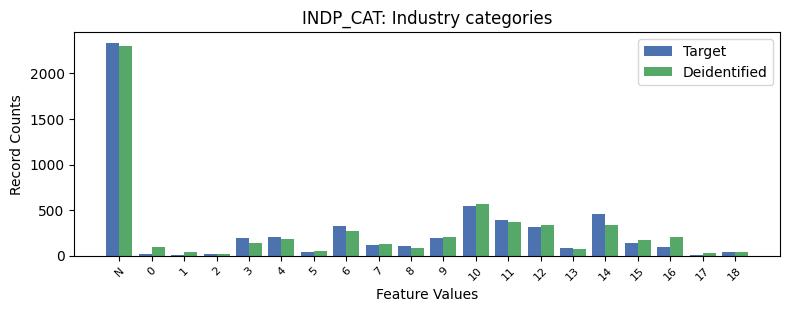 INDP_CAT: Industry categories
Target
Deidentified
Record Counts
2000
1500
1000
500
0
N 0 1 2 3 4 5 6 7 8 9 10 11 12 13 14 15 16 17 18
Feature Values